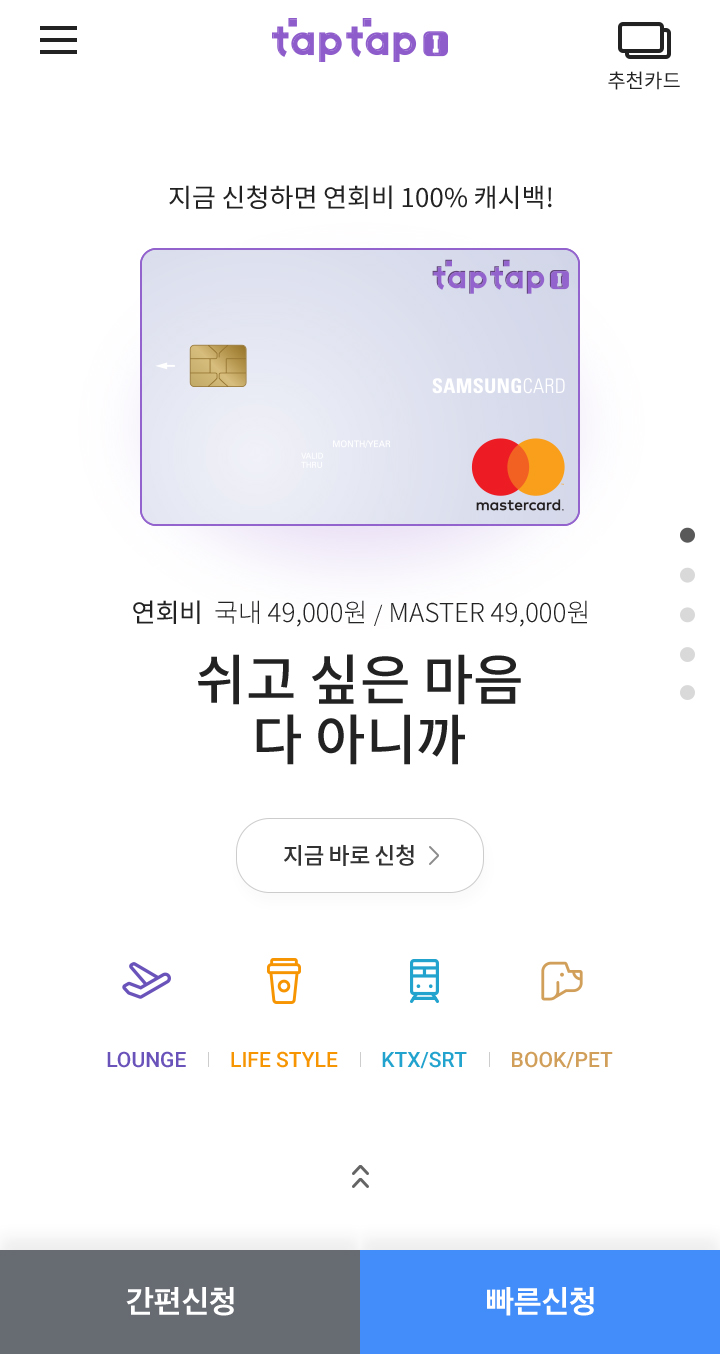 taptap I
추천카드
지금 신청하면 연회비 100% 캐시백!
taptap I
SAMSUNGCARD
MONTH/YEAR
VALID
THRU
mastercard.
연회비 국내 49,000원 / MASTER 49,000원
쉬고 싶은 마음
다 아니까
지금 바로 신청
LOUNGE
LIFE STYLE
KTX/SRT
BOOK/PET
간편신청
빠른신청